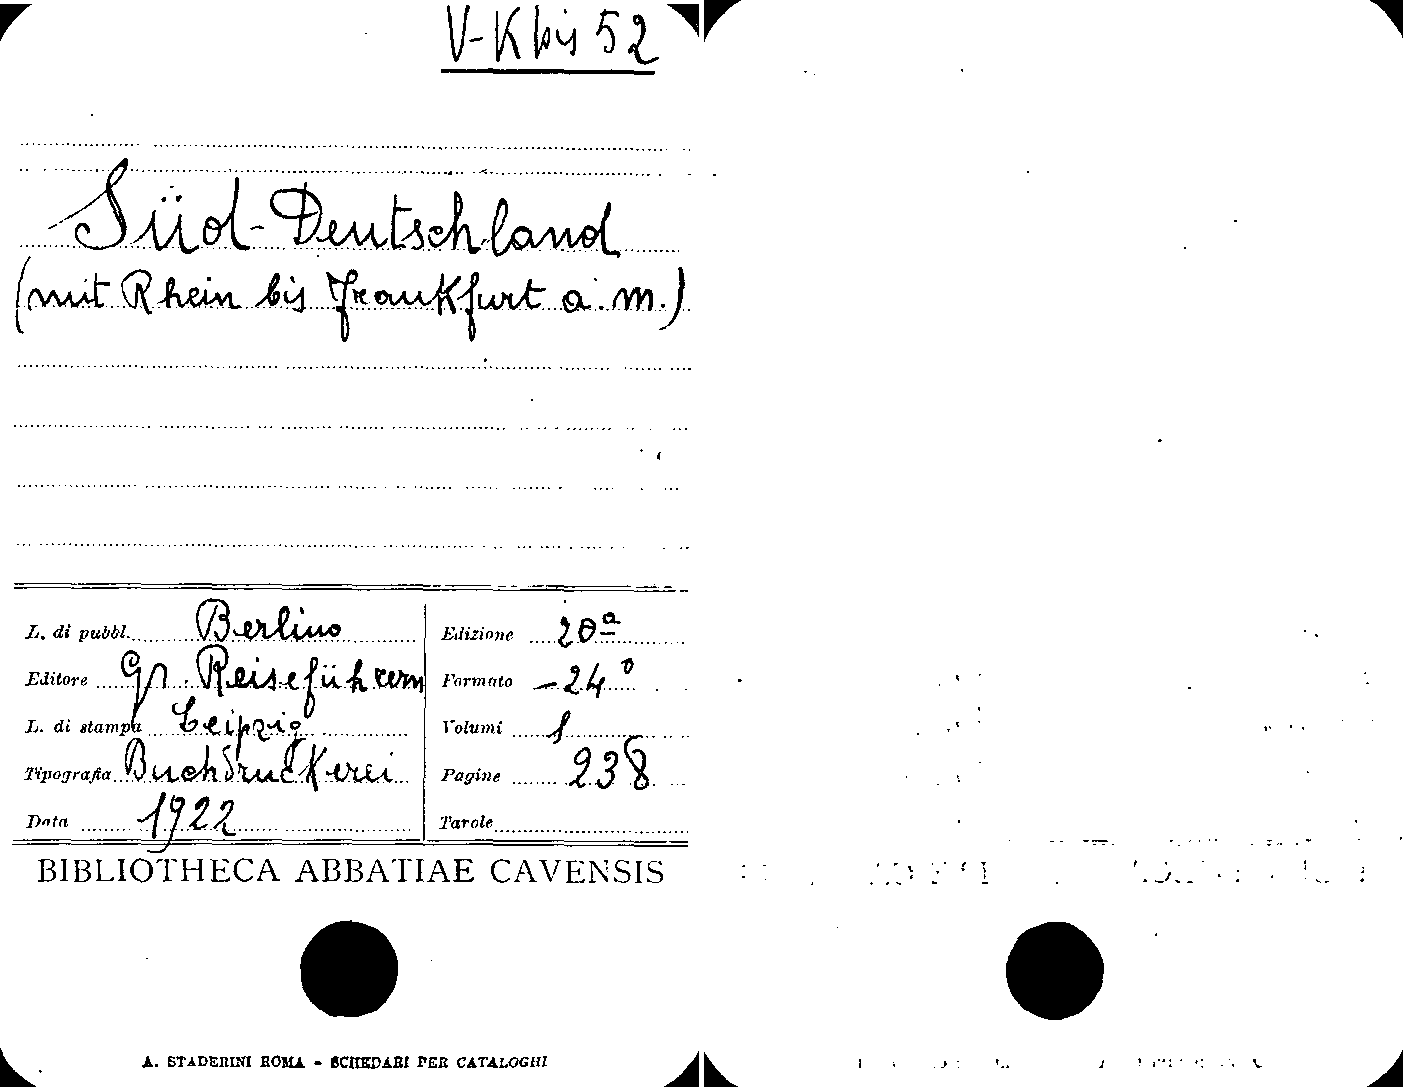 V-K bis 52
Süd-Deutschland
(mit Rhein bis Frankfurt a. m.)
L. di pubbl. Berlino
Editore Gr. Reiseführern
L. di stampa Leipzig
Tipografia Buchdruckerei
Data 1922
Edizione 20ª
Formato - 24°
Volumi 1
Pagine 238
Parole
BIBLIOTHECA ABBATIAE CAVENSIS
A. STADERINI ROMA - SCHEDARI PER CATALOGHI